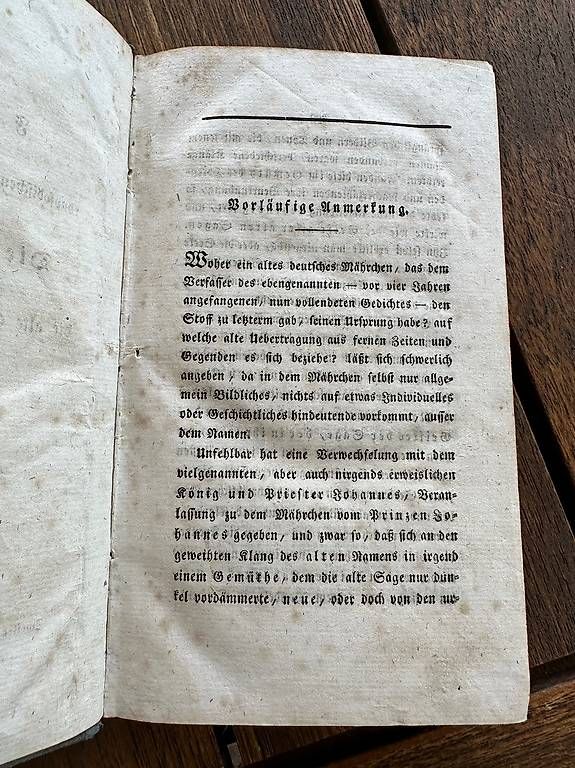 Vorläufige Anmerkung.
Woher ein altes deutsches Mährchen, das dem
Verfasser des ebengenannten — vor vier Jahren
angefangenen, nun vollendeten Gedichtes — den
Stoff zu letzterm gab, seinen Ursprung habe? auf
welche alte Uebertragung aus fernen Zeiten und
Gegenden es sich beziehe? läßt sich schwerlich
angeben, da in dem Mährchen selbst nur allge-
mein Bildliches, nichts auf etwas Individuelles
oder Geschichtliches hindeutende vorkommt, ausser
dem Namen.
Unfehlbar hat eine Verwechselung mit dem
vielgenannten, aber auch nirgends erweislichen
König und Priester Johannes, Veran-
lassung zu dem Mährchen vom Prinzen Jo-
hannes gegeben, und zwar so, daß sich an den
geweihten Klang des alten Namens in irgend
einem Gemüthe, dem die alte Sage nur dun-
kel vordämmerte, neue, oder doch von den ur-